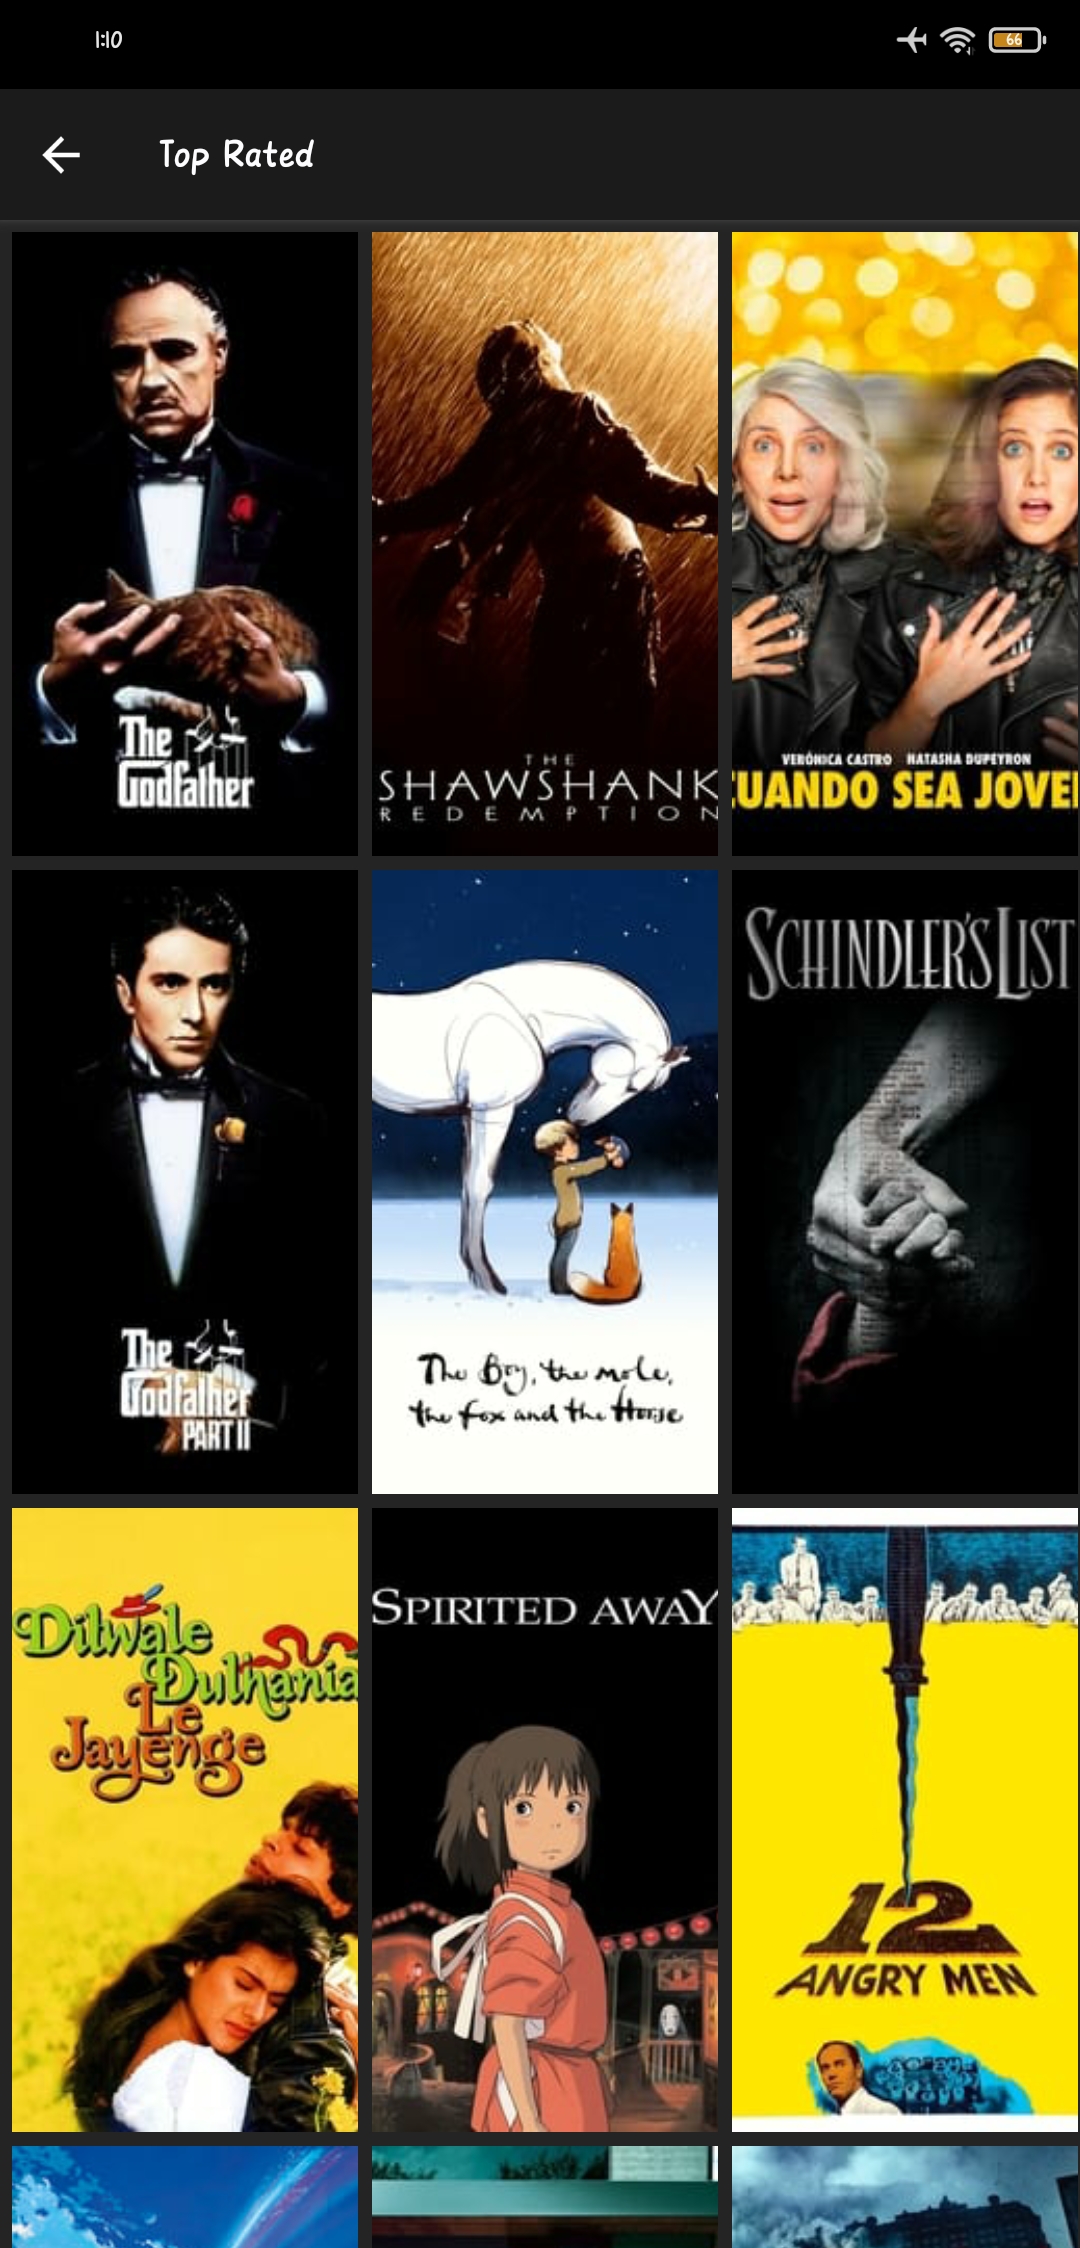 1:10
66
Top Rated
The
Godfather
THE
SHAWSHANK
REDEMPTION
VERÓNICA CASTRO NATASHA DUPEYRON
CUANDO SEA JOVEN
The
Godfather
PART II
The Boy, the mole,
the fox and the Horse
SCHINDLER'S LIST
Dilwale
Dulhania
Le
Jayenge
SPIRITED AWAY
12
ANGRY MEN